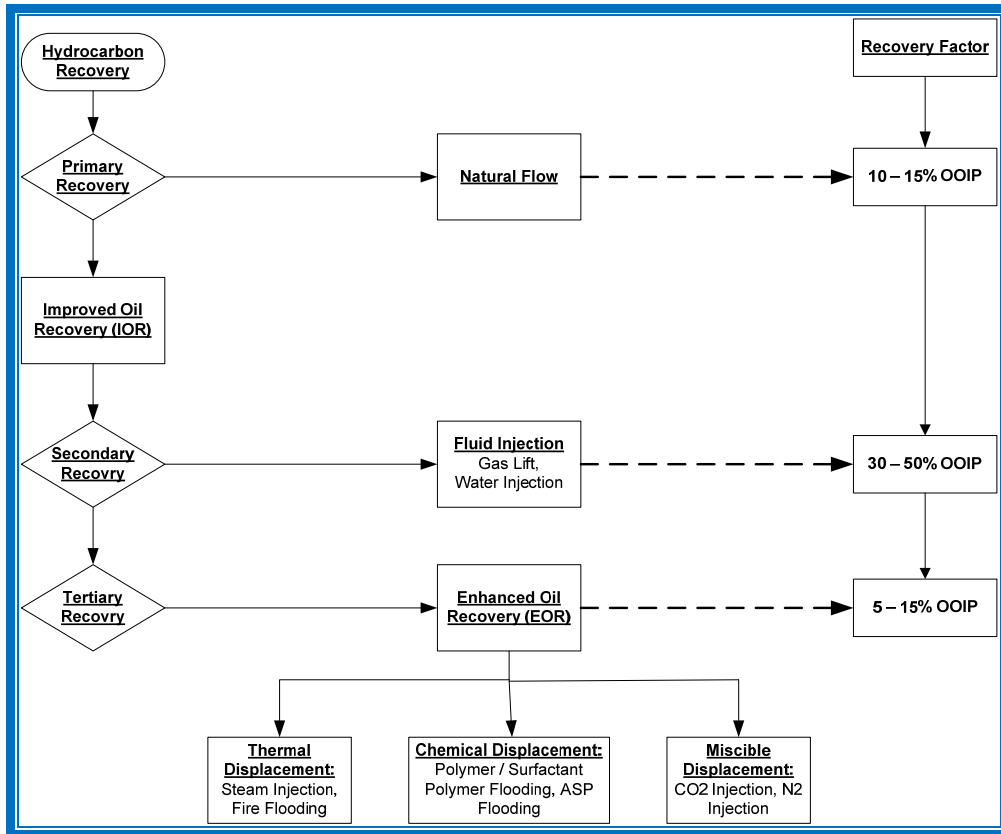 Hydrocarbon
Recovery
Recovery Factor
Primary
Recovery
Natural Flow
10 – 15% OOIP
Improved Oil
Recovery (IOR)
Secondary
Recovry
Fluid Injection
Gas Lift,
Water Injection
30 – 50% OOIP
Tertiary
Recovry
Enhanced Oil
Recovery (EOR)
5 – 15% OOIP
Thermal
Displacement:
Steam Injection,
Fire Flooding
Chemical Displacement:
Polymer / Surfactant
Polymer Flooding, ASP
Flooding
Miscible
Displacement:
CO2 Injection, N2
Injection